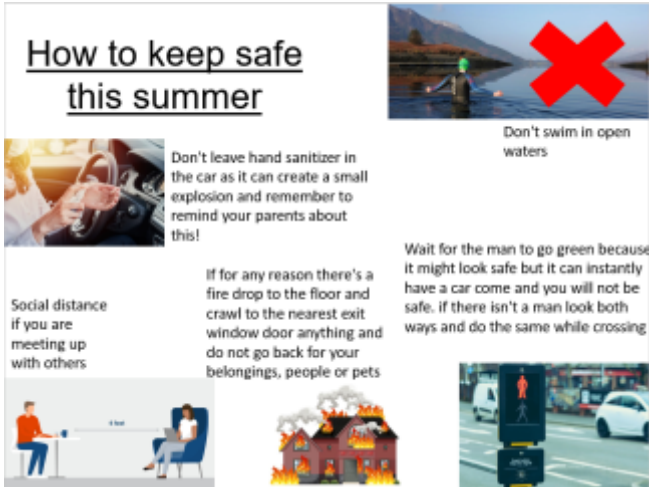 How to keep safe
this summer
Don't swim in open
waters
Don't leave hand sanitizer in
the car as it can create a small
explosion and remember to
remind your parents about
this!
Wait for the man to go green because
it might look safe but it can instantly
have a car come and you will not be
safe. if there isn't a man look both
ways and do the same while crossing
If for any reason there's a
fire drop to the floor and
crawl to the nearest exit
window door anything and
do not go back for your
belongings, people or pets
Social distance
if you are
meeting up
with others
6 feet